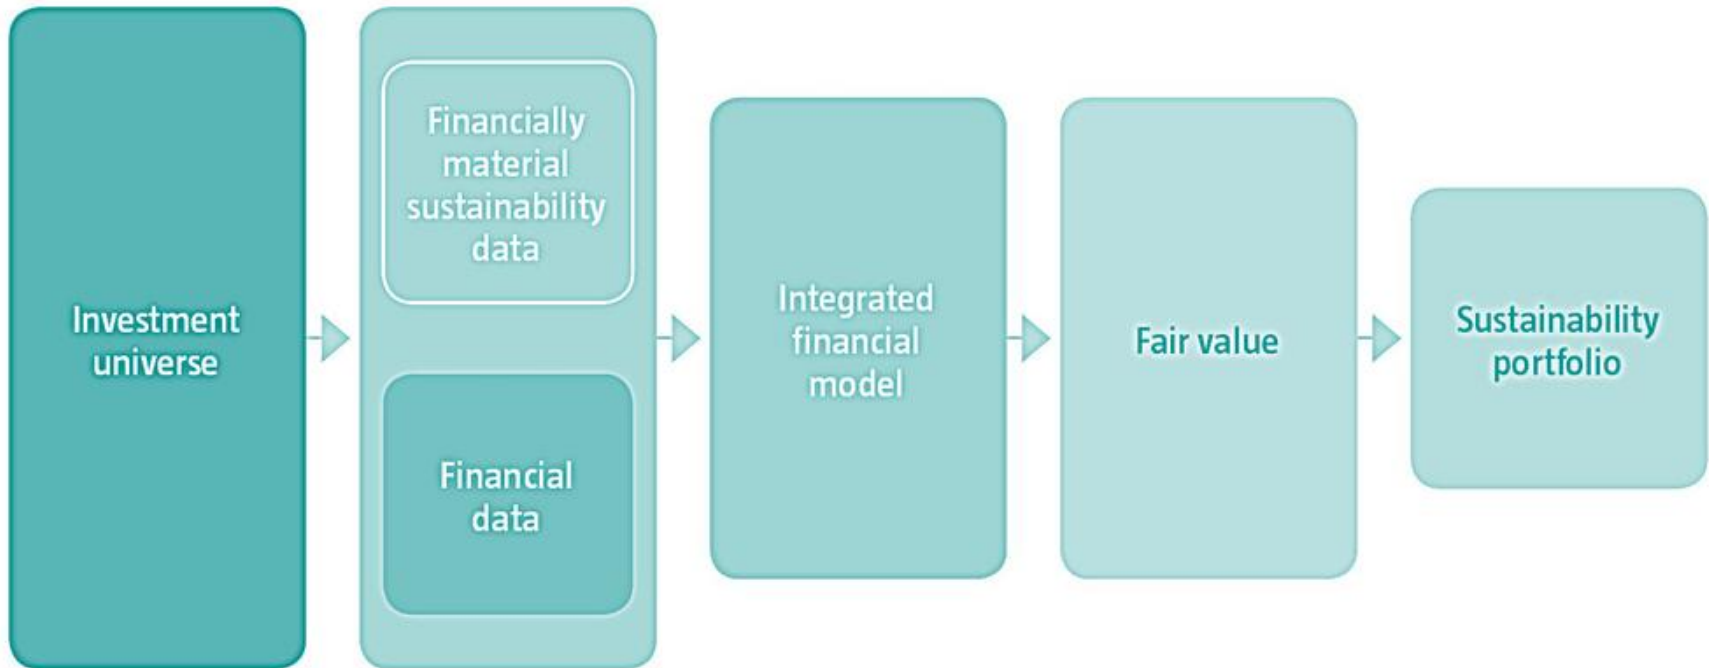 Investment
universe
Financially
material
sustainability
data
Financial
data
Integrated
financial
model
Fair value
Sustainability
portfolio